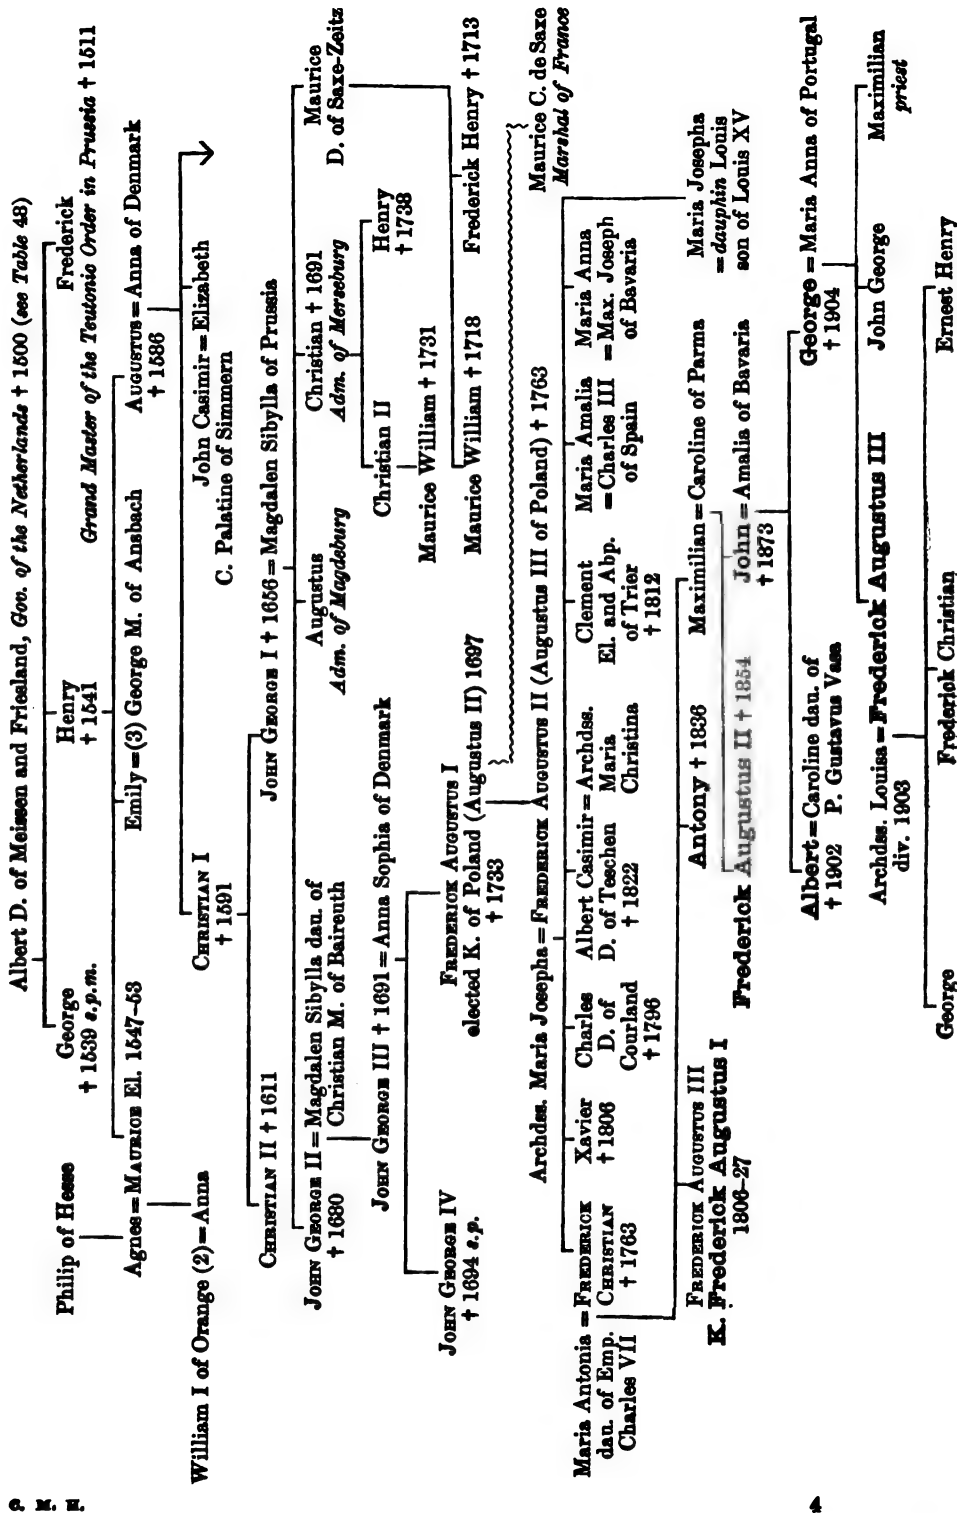 Albert D. of Meissen and Friesland, Gov. of the Netherlands † 1500 (see Table 48)
Philip of Hesse
George
† 1539 s.p.m.
Henry
† 1541
Frederick
Grand Master of the Teutonic Order in Prussia † 1511
Agnes = MAURICE El. 1547–53
Emily = (3) George M. of Ansbach
AUGUSTUS = Anna of Denmark
† 1586
William I of Orange (2) = Anna
CHRISTIAN I
† 1591
John Casimir = Elizabeth
C. Palatine of Simmern
CHRISTIAN II † 1611
JOHN GEORGE I † 1656 = Magdalen Sibylla of Prussia
JOHN GEORGE II = Magdalen Sibylla dau. of
† 1680
Christian M. of Baireuth
Augustus
Adm. of Magdeburg
Christian † 1691
Adm. of Merseburg
Maurice
D. of Saxe-Zeitz
JOHN GEORGE III † 1691 = Anna Sophia of Denmark
Christian II
Henry
† 1738
Maurice William † 1731
JOHN GEORGE IV
† 1694 s.p.
FREDERICK AUGUSTUS I
elected K. of Poland (Augustus II) 1697
† 1733
Maurice William † 1718
Frederick Henry † 1713
Archdss. Maria Josepha = FREDERICK AUGUSTUS II (Augustus III of Poland) † 1763
Maurice C. de Saxe
Marshal of France
Maria Antonia = FREDERICK
dau. of Emp.
Charles VII
CHRISTIAN
† 1763
Xavier
† 1806
Charles
D. of
Courland
† 1796
Albert Casimir = Archdss.
D. of Teschen
† 1822
Maria
Christina
Clement
El. and Abp.
of Trier
† 1812
Maria Amalia
= Charles III
of Spain
Maria Anna
= Max. Joseph
of Bavaria
Maria Josepha
= dauphin Louis
son of Louis XV
FREDERICK AUGUSTUS III
K. Frederick Augustus I
1806–27
Antony † 1836
Maximilian = Caroline of Parma
Frederick Augustus II † 1854
John = Amalia of Bavaria
† 1873
Albert = Caroline dau. of
† 1902 P. Gustavus Vasa
George = Maria Anna of Portugal
† 1904
Archdss. Louisa = Frederick Augustus III
div. 1903
John George
Maximilian
priest
George
Frederick Christian
Ernest Henry
C. M. H.
4